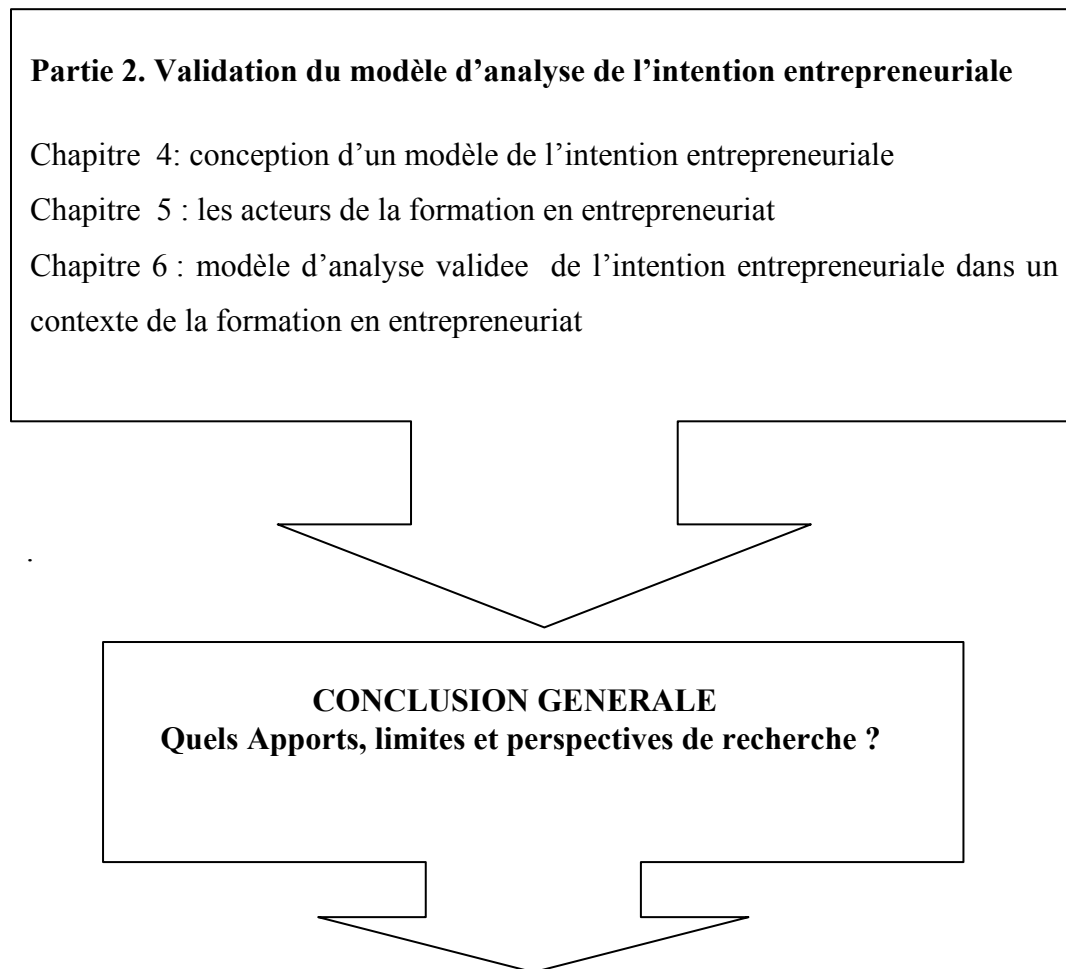 Partie 2. Validation du modèle d’analyse de l’intention entrepreneuriale
Chapitre 4: conception d’un modèle de l’intention entrepreneuriale
Chapitre 5 : les acteurs de la formation en entrepreneuriat
Chapitre 6 : modèle d’analyse validee de l’intention entrepreneuriale dans un
contexte de la formation en entrepreneuriat
.
CONCLUSION GENERALE
Quels Apports, limites et perspectives de recherche ?